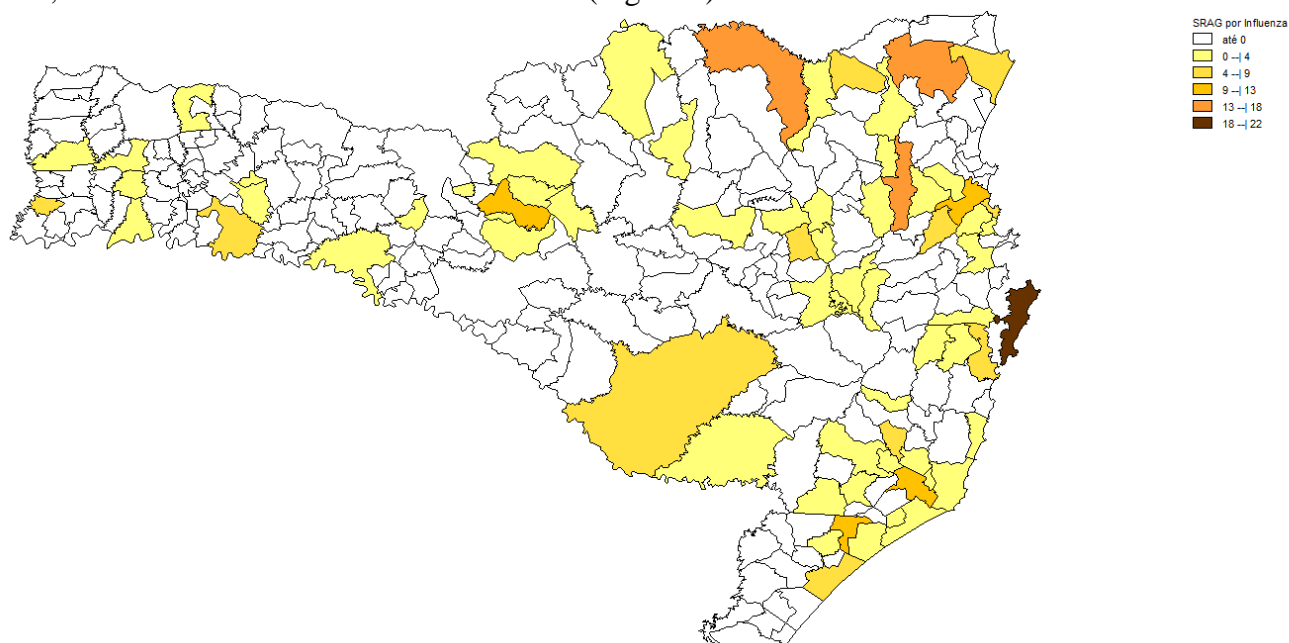 SRAG por Influenza
até 0
0 --| 4
4 --| 9
9 --| 13
13 --| 18
18 --| 22